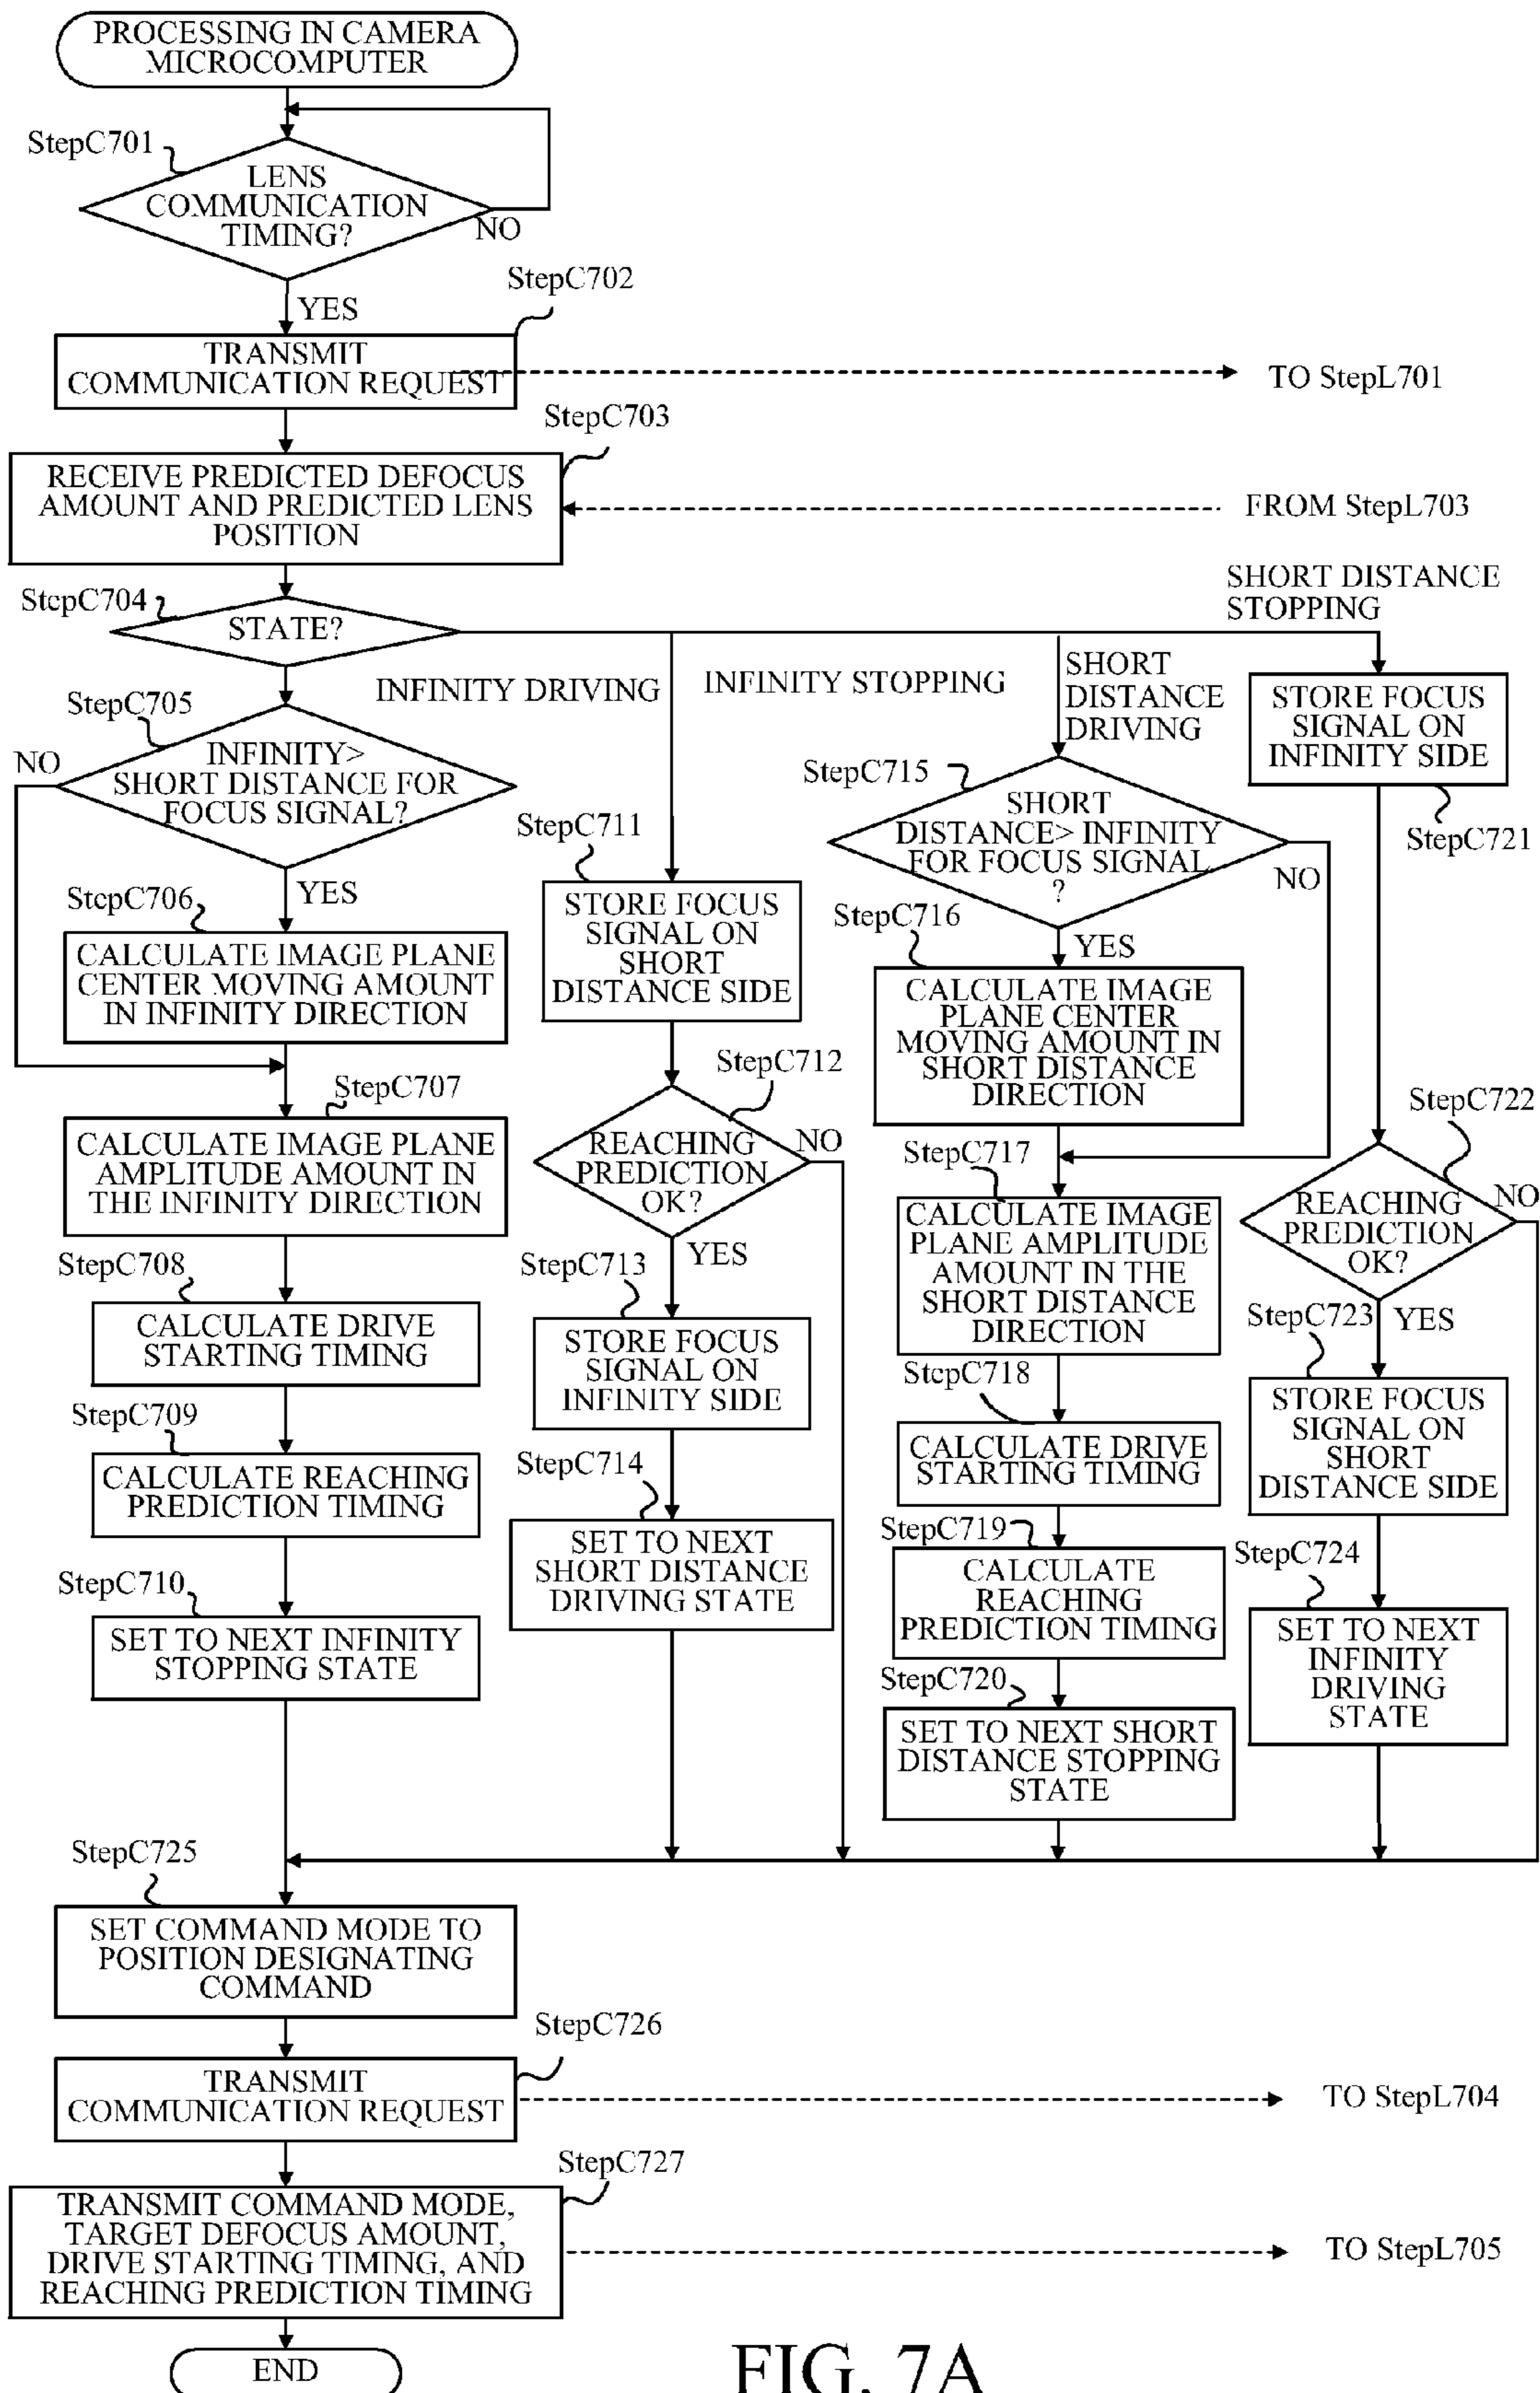 PROCESSING IN CAMERA
MICROCOMPUTER
StepC701
LENS
COMMUNICATION
TIMING?
NO
YES
StepC702
TRANSMIT
COMMUNICATION REQUEST
TO StepL701
StepC703
RECEIVE PREDICTED DEFOCUS
AMOUNT AND PREDICTED LENS
POSITION
FROM StepL703
StepC704
STATE?
INFINITY DRIVING
INFINITY STOPPING
SHORT
DISTANCE
DRIVING
SHORT DISTANCE
STOPPING
StepC705
INFINITY>
SHORT DISTANCE FOR
FOCUS SIGNAL?
NO
YES
StepC706
CALCULATE IMAGE PLANE
CENTER MOVING AMOUNT
IN INFINITY DIRECTION
StepC707
CALCULATE IMAGE PLANE
AMPLITUDE AMOUNT IN
THE INFINITY DIRECTION
StepC708
CALCULATE DRIVE
STARTING TIMING
StepC709
CALCULATE REACHING
PREDICTION TIMING
StepC710
SET TO NEXT INFINITY
STOPPING STATE
StepC711
STORE FOCUS
SIGNAL ON
SHORT
DISTANCE SIDE
StepC712
REACHING
PREDICTION
OK?
NO
YES
StepC713
STORE FOCUS
SIGNAL ON
INFINITY SIDE
StepC714
SET TO NEXT
SHORT DISTANCE
DRIVING STATE
StepC715
SHORT
DISTANCE> INFINITY
FOR FOCUS SIGNAL
?
NO
YES
StepC716
CALCULATE IMAGE
PLANE CENTER
MOVING AMOUNT IN
SHORT DISTANCE
DIRECTION
StepC717
CALCULATE IMAGE
PLANE AMPLITUDE
AMOUNT IN THE
SHORT DISTANCE
DIRECTION
StepC718
CALCULATE DRIVE
STARTING TIMING
StepC719
CALCULATE
REACHING
PREDICTION TIMING
StepC720
SET TO NEXT SHORT
DISTANCE STOPPING
STATE
STORE FOCUS
SIGNAL ON
INFINITY SIDE
StepC721
StepC722
REACHING
PREDICTION
OK?
NO
YES
StepC723
STORE FOCUS
SIGNAL ON
SHORT
DISTANCE SIDE
StepC724
SET TO NEXT
INFINITY
DRIVING
STATE
StepC725
SET COMMAND MODE TO
POSITION DESIGNATING
COMMAND
StepC726
TRANSMIT
COMMUNICATION REQUEST
TO StepL704
StepC727
TRANSMIT COMMAND MODE,
TARGET DEFOCUS AMOUNT,
DRIVE STARTING TIMING, AND
REACHING PREDICTION TIMING
TO StepL705
END
FIG. 7A